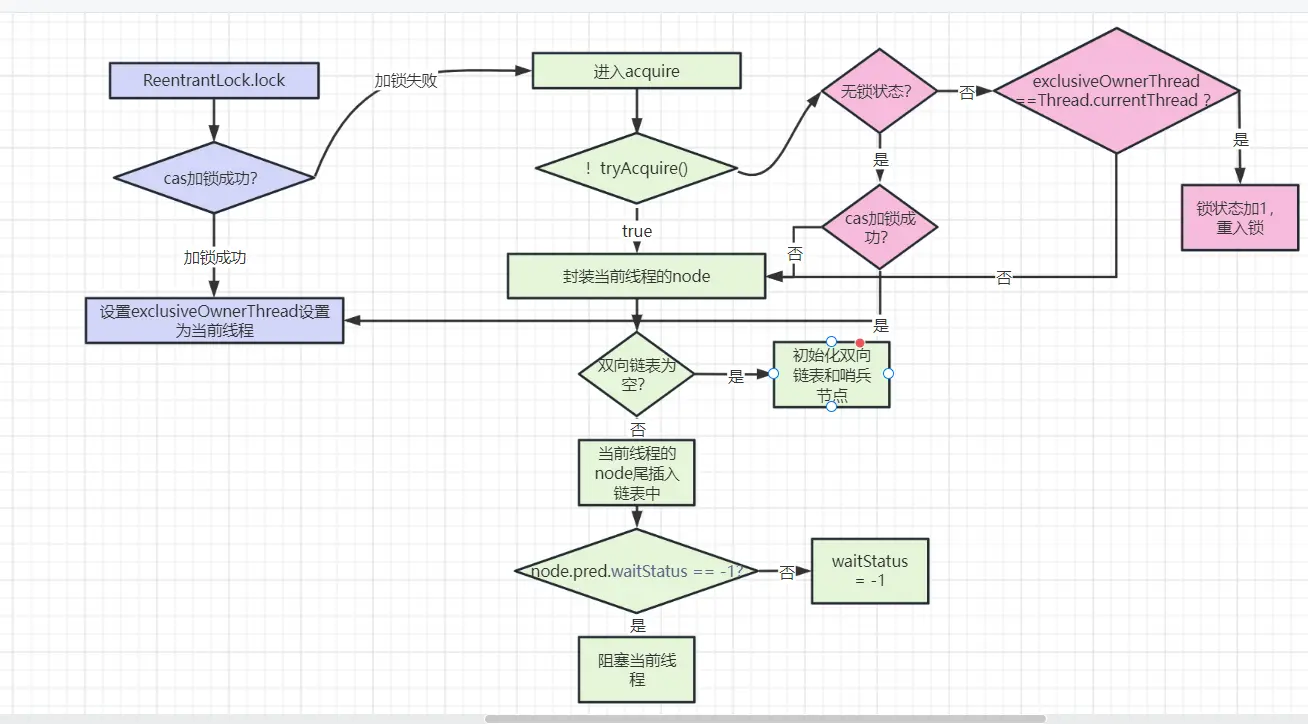 ReentrantLock.lock
cas加锁成功？
加锁成功
设置exclusiveOwnerThread设置
为当前线程
加锁失败
进入acquire
！tryAcquire()
true
封装当前线程的node
双向链表为
空？
是
初始化双向
链表和哨兵
节点
否
当前线程的
node尾插入
链表中
node.pred.waitStatus == -1？
否
waitStatus
= -1
是
阻塞当前线
程
无锁状态？
否
exclusiveOwnerThread
==Thread.currentThread ？
是
锁状态加1，
重入锁
是
cas加锁成
功？
否
否
是